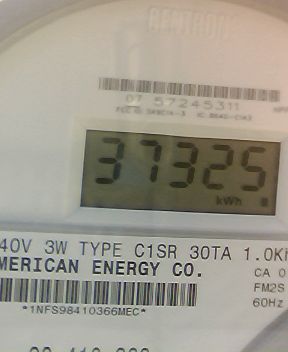 CENTRON
07 57245311
37325
kWh
40V 3W TYPE C1SR 30TA 1.0K
MERICAN ENERGY CO.
CA 0
FM2S
60Hz
*1NFS98410366MEC*